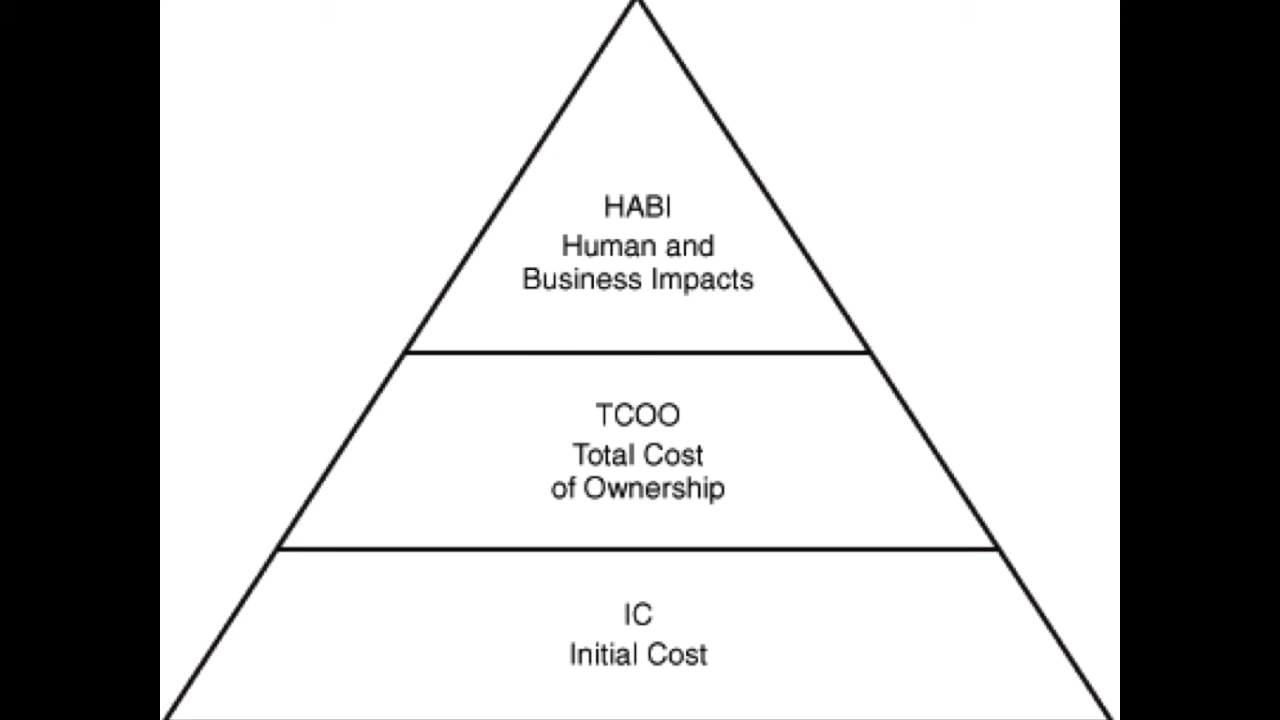 HABI
Human and
Business Impacts
TCOO
Total Cost
of Ownership
IC
Initial Cost